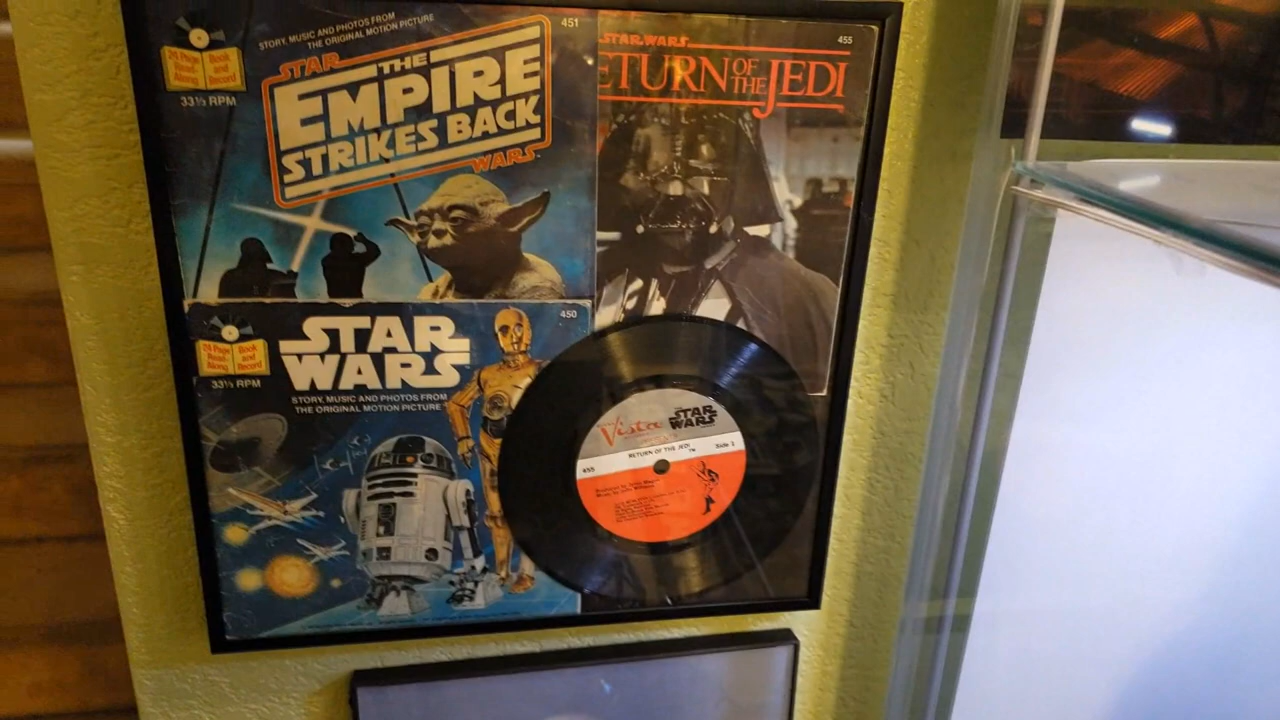 STORY, MUSIC AND PHOTOS FROM
THE ORIGINAL MOTION PICTURE
451
24 Page Read-Along
Book and Record
33⅓ RPM
STAR
THE
EMPIRE
STRIKES BACK
WARS
STAR WARS
455
ETURN OF THE JEDI
450
24 Page Read-Along
Book and Record
33⅓ RPM
STAR
WARS
STORY, MUSIC AND PHOTOS FROM
THE ORIGINAL MOTION PICTURE
Vista
STAR
WARS
RETURN OF THE JEDI
455
Side 1